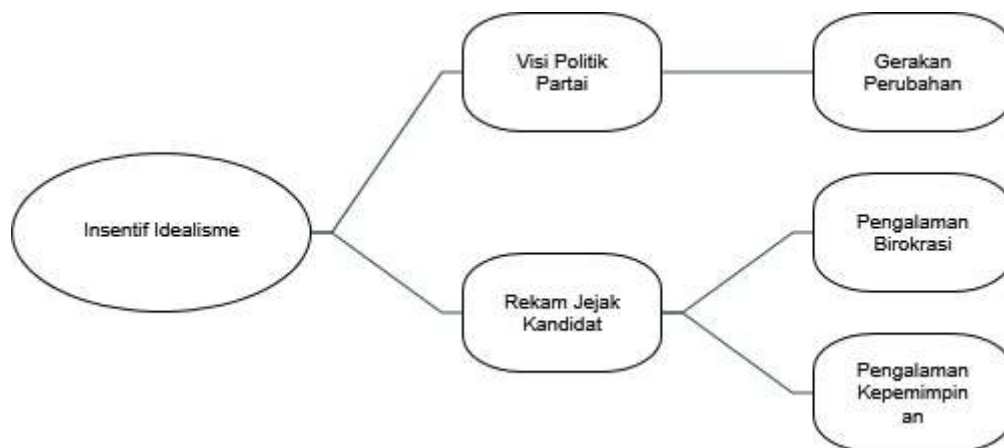 Insentif Idealisme
Visi Politik
Partai
Gerakan
Perubahan
Rekam Jejak
Kandidat
Pengalaman
Birokrasi
Pengalaman
Kepemimpin
an